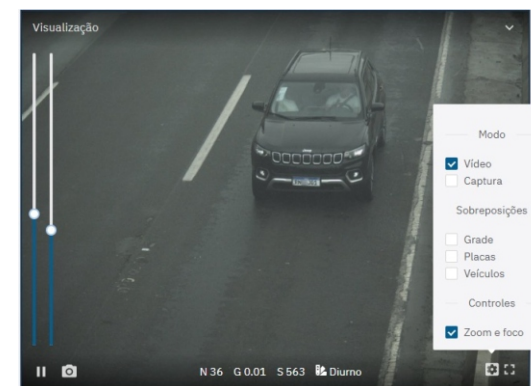 Visualização
Modo
Vídeo
Captura
Sobreposições
Grade
Placas
Veículos
Controles
Zoom e foco
N 36 G 0.01 S 563 Diurno